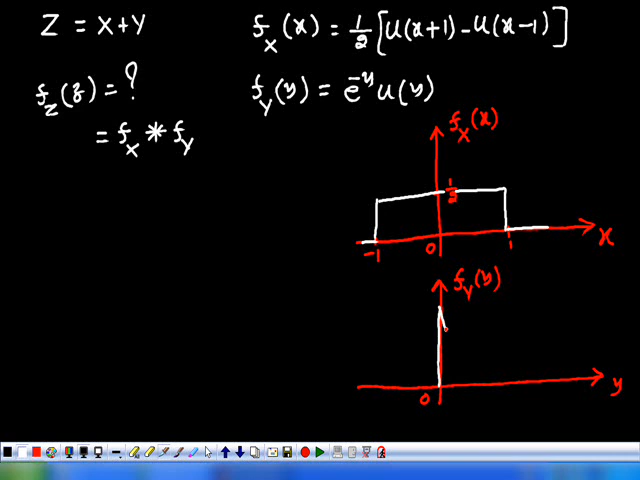 Z = X+Y
f_X(x) = 1/2 [u(x+1) - u(x-1)]
f_Z(z) = ?
f_Y(y) = e^-y u(y)
= f_X * f_Y
f_X(x)
1/2
-1 0 1 x
f_Y(y)
0 y